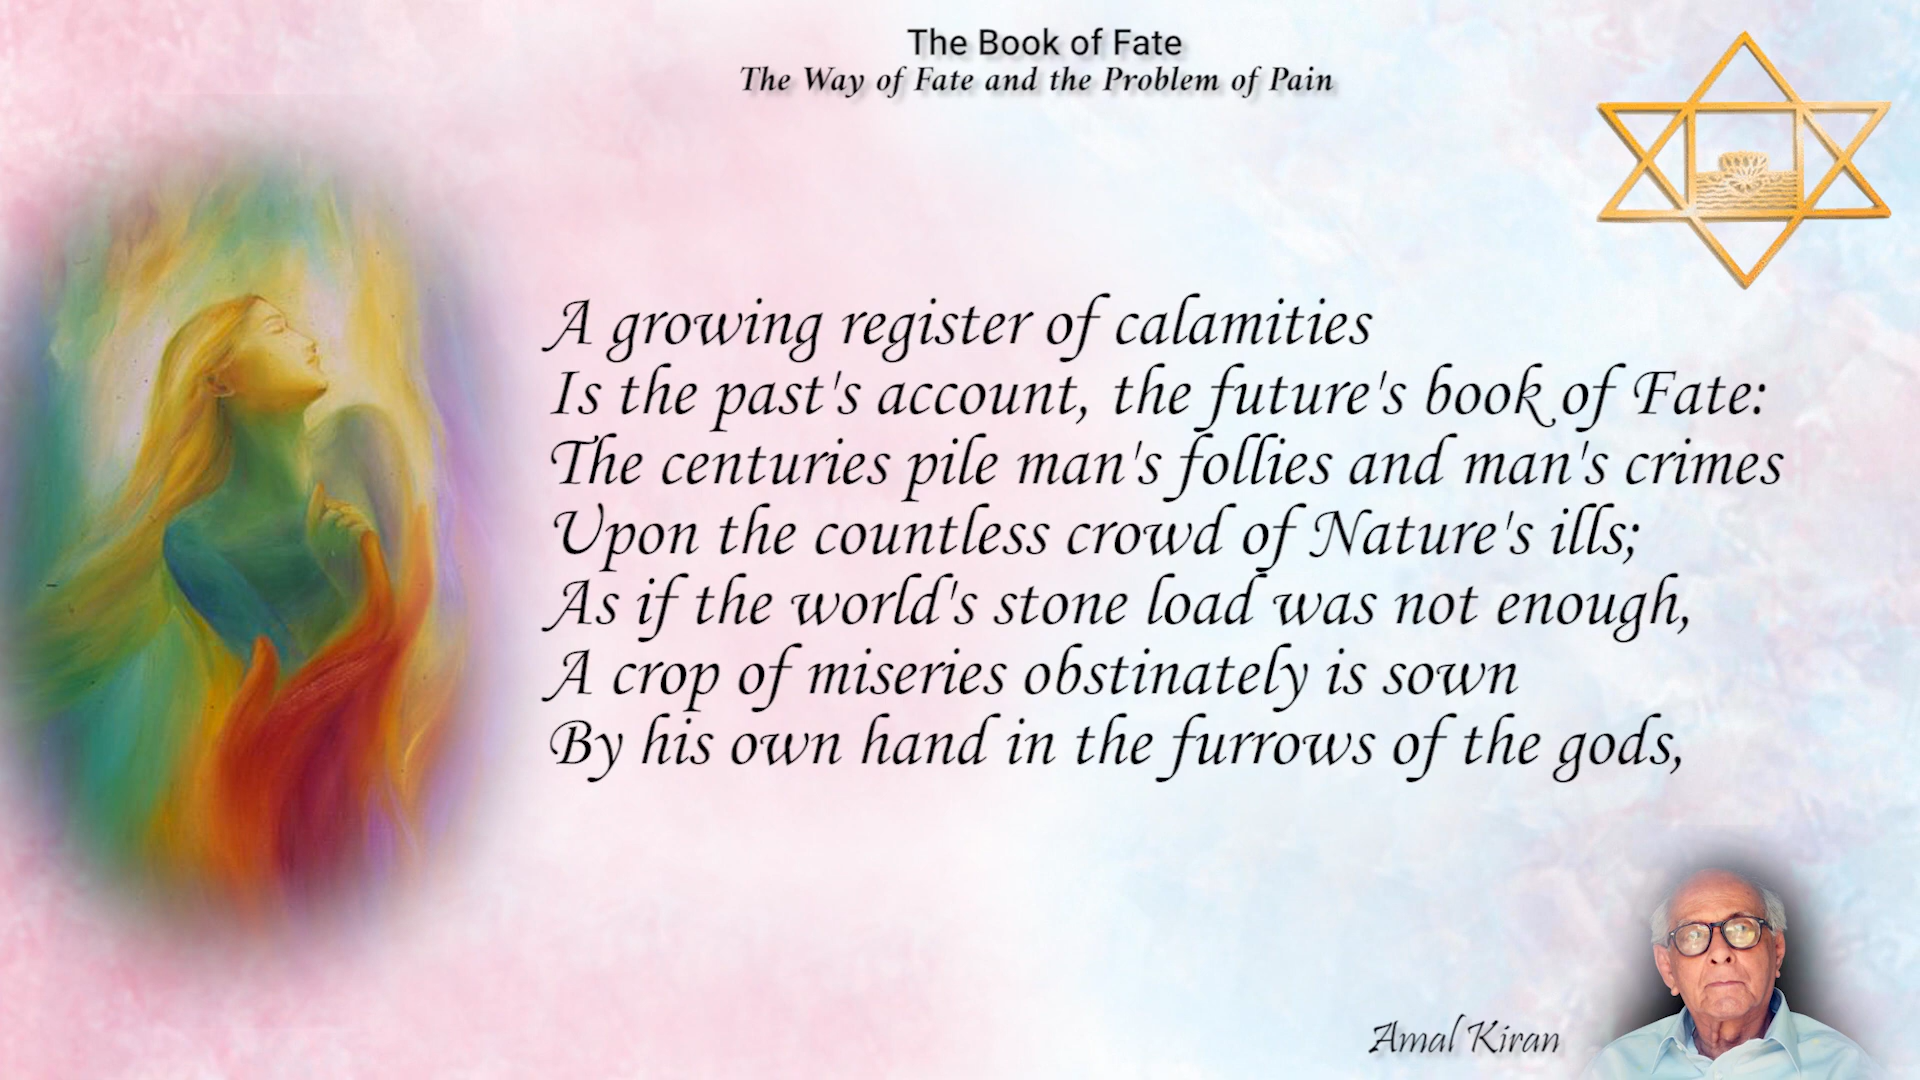 The Book of Fate
The Way of Fate and the Problem of Pain
A growing register of calamities
Is the past's account, the future's book of Fate:
The centuries pile man's follies and man's crimes
Upon the countless crowd of Nature's ills;
As if the world's stone load was not enough,
A crop of miseries obstinately is sown
By his own hand in the furrows of the gods,
Amal Kiran